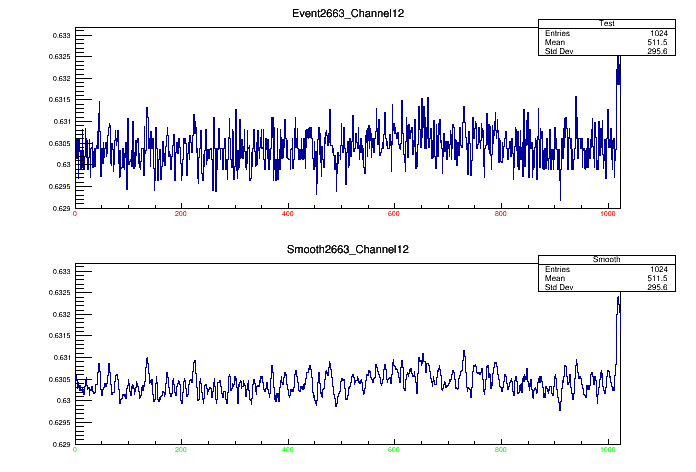 Event2663_Channel12
Test
Entries 1024
Mean 511.5
Std Dev 295.6
0.633
0.6325
0.632
0.6315
0.631
0.6305
0.63
0.6295
0.629
0 200 400 600 800 1000
Smooth2663_Channel12
Smooth
Entries 1024
Mean 511.5
Std Dev 295.6
0.633
0.6325
0.632
0.6315
0.631
0.6305
0.63
0.6295
0.629
0 200 400 600 800 1000